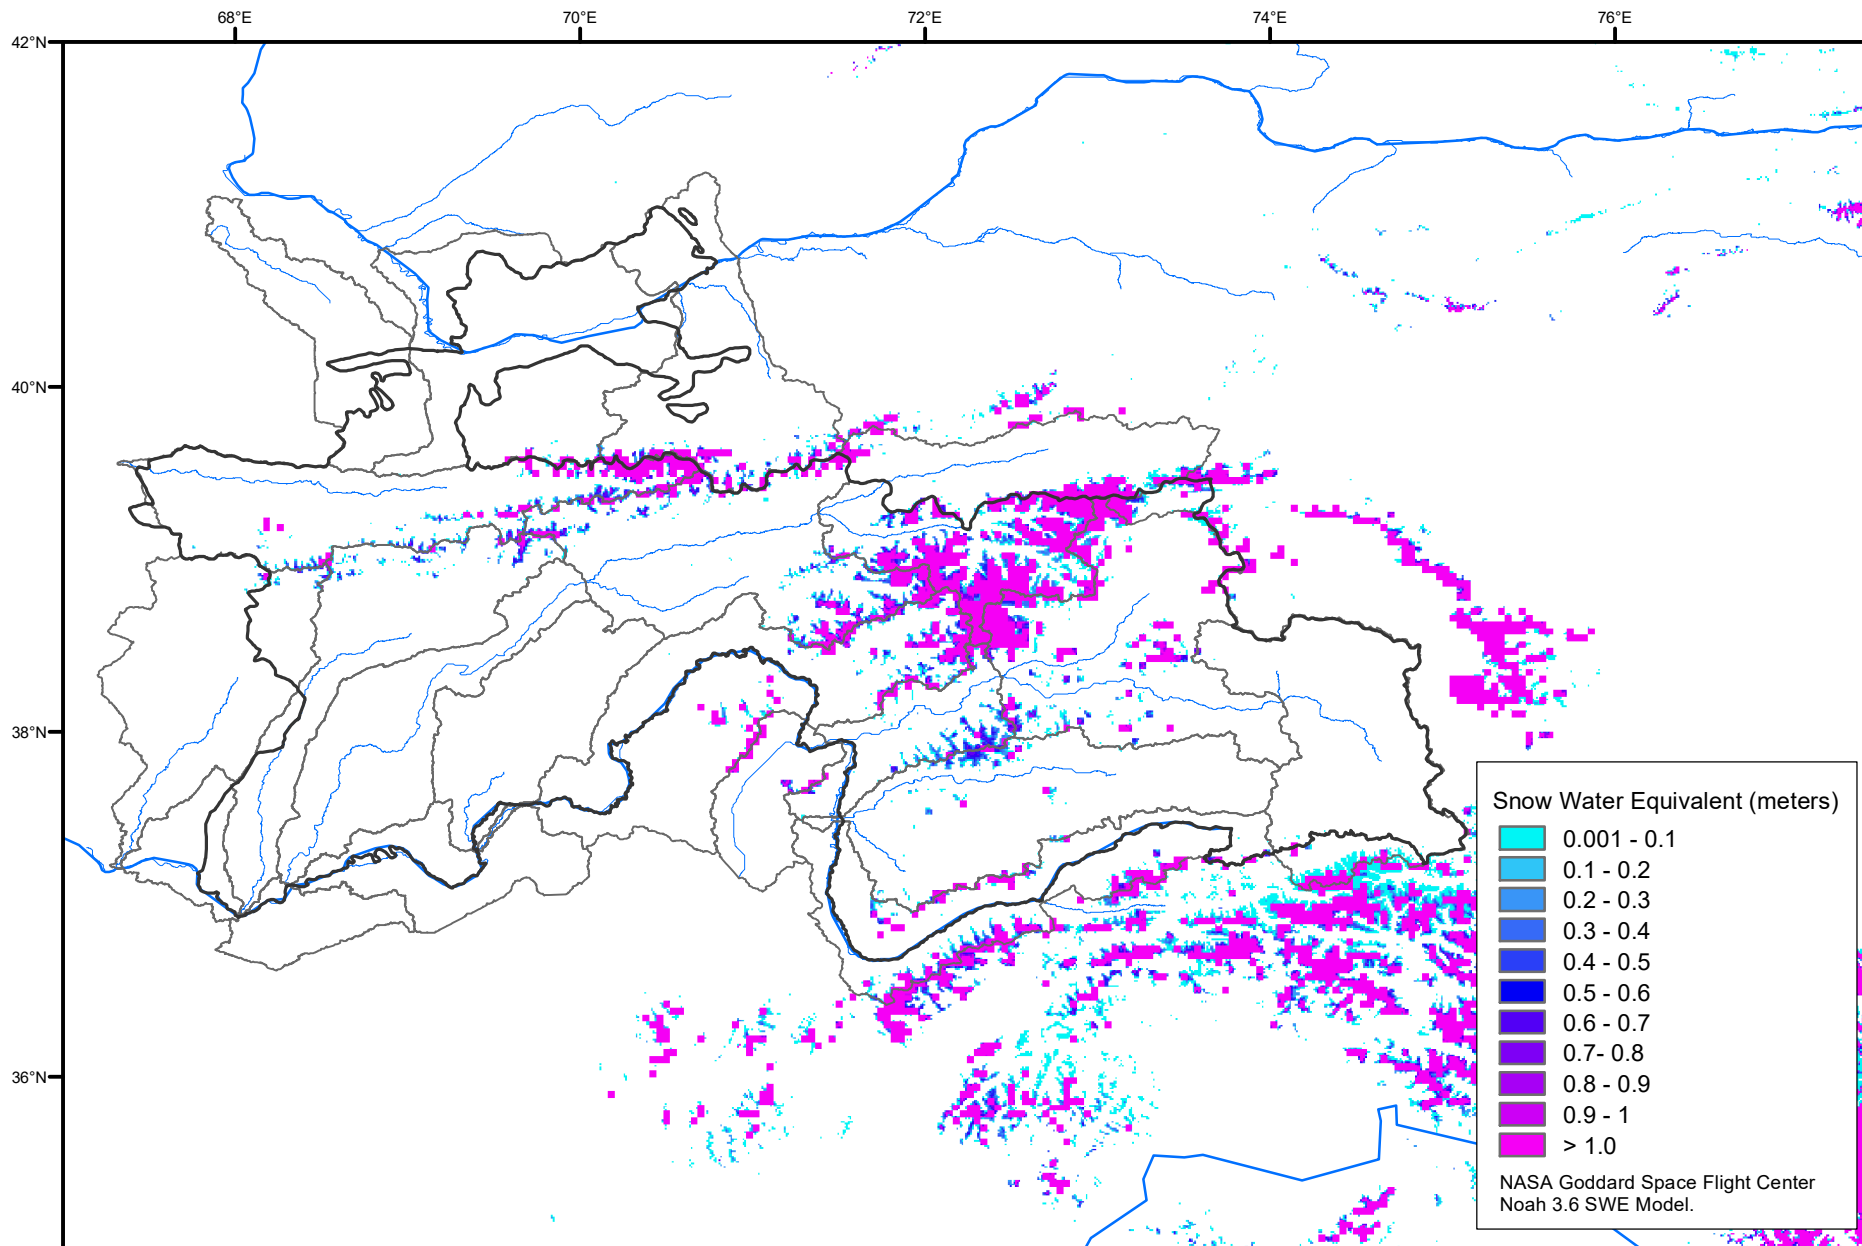 68°E 70°E 72°E 74°E 76°E
42°N
40°N
38°N
36°N
Snow Water Equivalent (meters)
0.001 - 0.1
0.1 - 0.2
0.2 - 0.3
0.3 - 0.4
0.4 - 0.5
0.5 - 0.6
0.6 - 0.7
0.7- 0.8
0.8 - 0.9
0.9 - 1
> 1.0
NASA Goddard Space Flight Center
Noah 3.6 SWE Model.